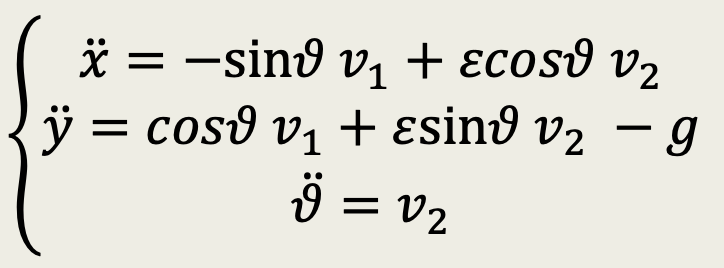 ẍ = −sinϑ v₁ + εcosϑ v₂
ÿ = cosϑ v₁ + εsinϑ v₂ − g
ϑ̈ = v₂